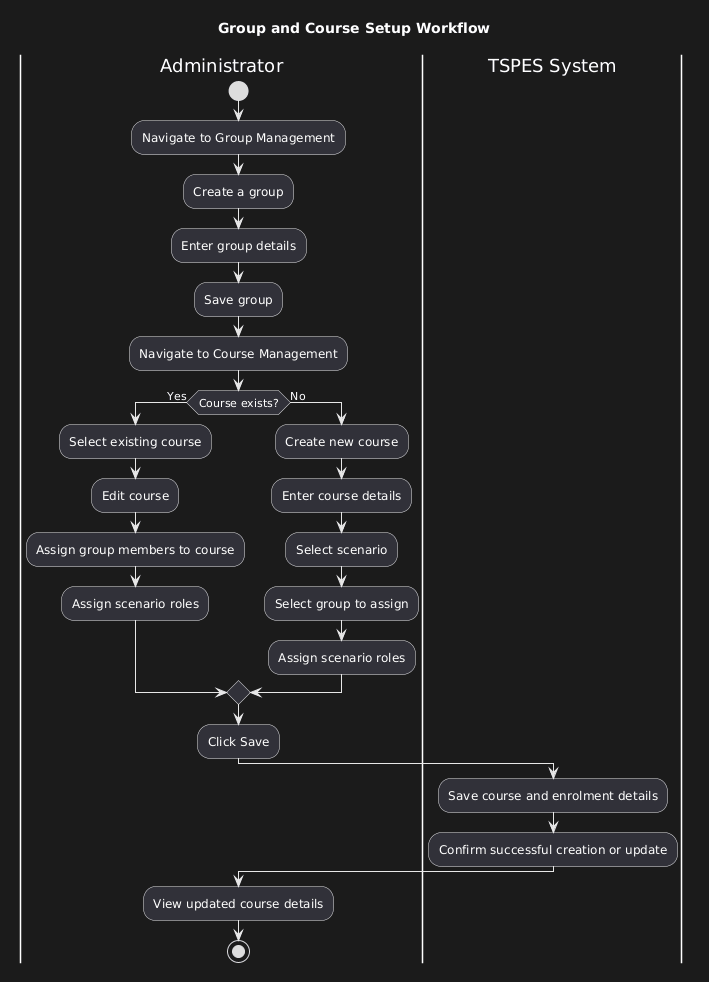 Group and Course Setup Workflow
Administrator
TSPES System
Navigate to Group Management
Create a group
Enter group details
Save group
Navigate to Course Management
Yes
Course exists?
No
Select existing course
Create new course
Edit course
Enter course details
Assign group members to course
Select scenario
Assign scenario roles
Select group to assign
Assign scenario roles
Click Save
Save course and enrolment details
Confirm successful creation or update
View updated course details